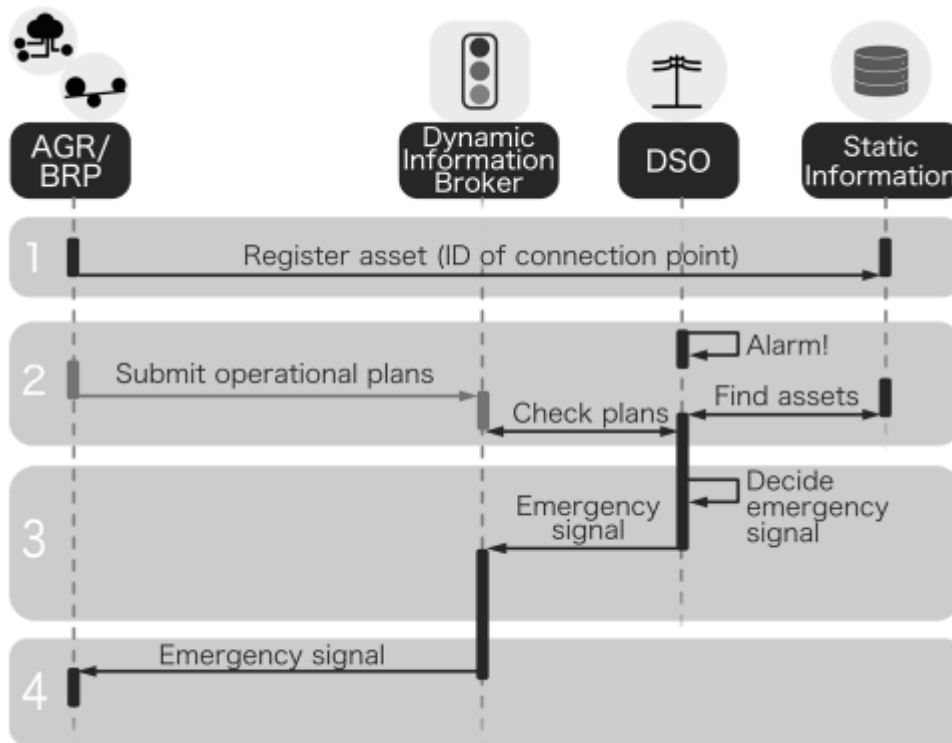 AGR/
BRP
Dynamic
Information
Broker
DSO
Static
Information
1
Register asset (ID of connection point)
2
Alarm!
Submit operational plans
Find assets
Check plans
3
Decide
emergency
signal
Emergency
signal
4
Emergency signal